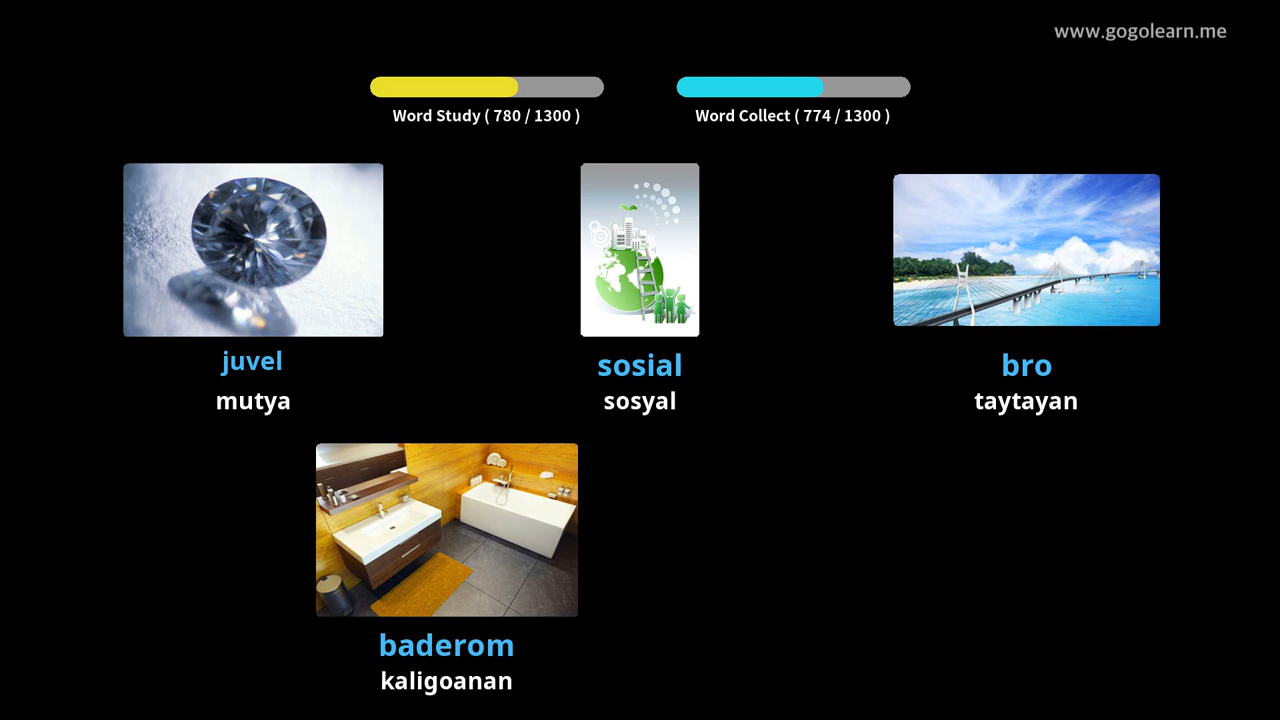 www.gogolearn.me
Word Study ( 780 / 1300 )
Word Collect ( 774 / 1300 )
juvel
mutya
sosial
sosyal
bro
taytayan
baderom
kaligoanan